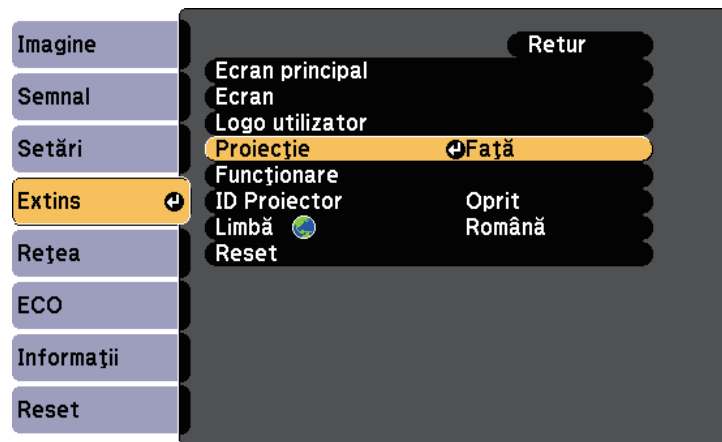 Imagine
Semnal
Setări
Extins
Reţea
ECO
Informaţii
Reset
Retur
Ecran principal
Ecran
Logo utilizator
Proiecţie Faţă
Funcţionare
ID Proiector Oprit
Limbă Română
Reset